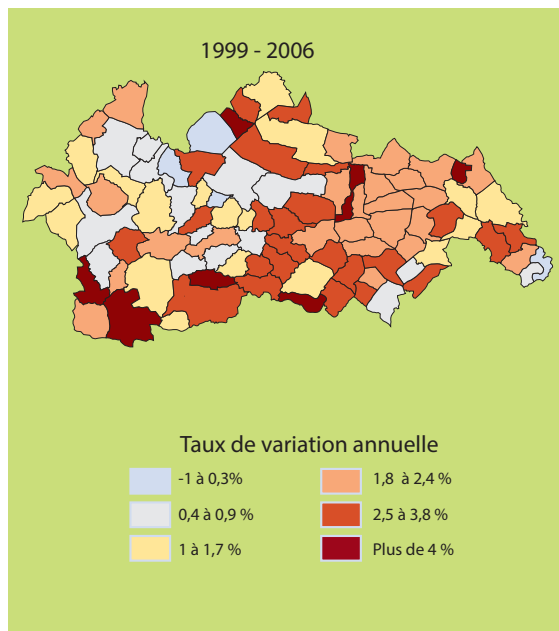 1999 - 2006
Taux de variation annuelle
-1 à 0,3%
1,8 à 2,4 %
0,4 à 0,9 %
2,5 à 3,8 %
1 à 1,7 %
Plus de 4 %